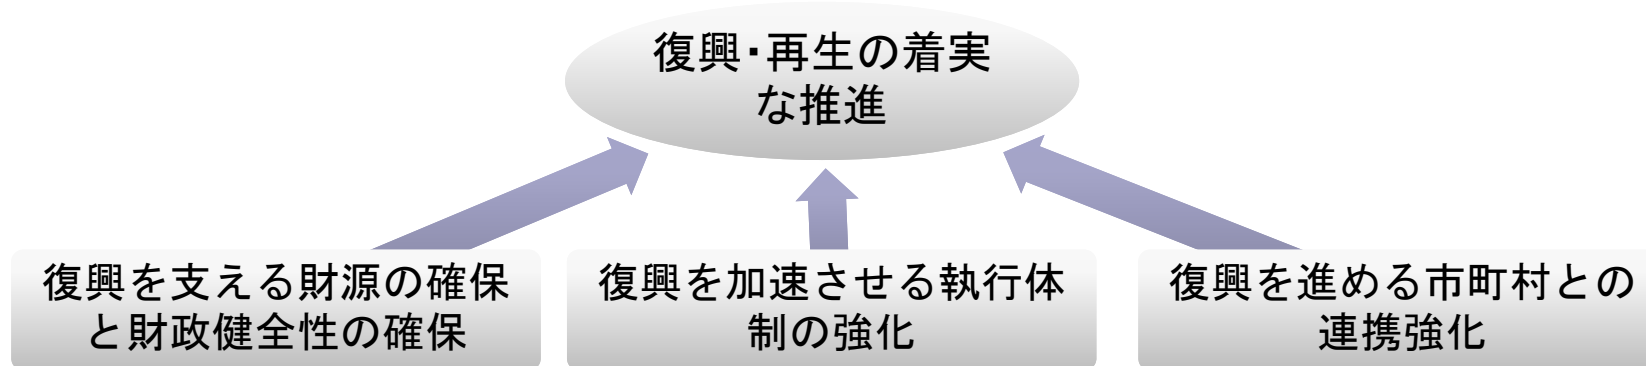 復興・再生の着実
な推進
復興を支える財源の確保
と財政健全性の確保
復興を加速させる執行体
制の強化
復興を進める市町村との
連携強化